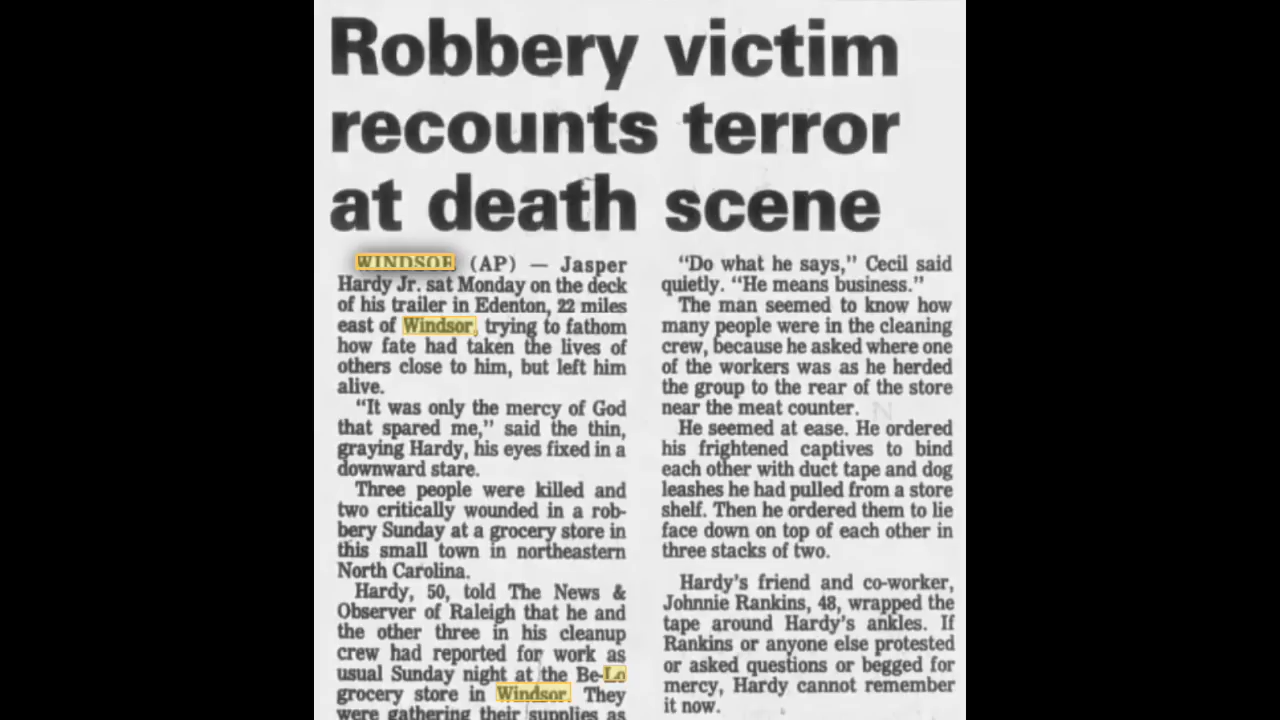 Robbery victim
recounts terror
at death scene
WINDSOR (AP) — Jasper
Hardy Jr. sat Monday on the deck
of his trailer in Edenton, 22 miles
east of Windsor, trying to fathom
how fate had taken the lives of
others close to him, but left him
alive.
"It was only the mercy of God
that spared me," said the thin,
graying Hardy, his eyes fixed in a
downward stare.
Three people were killed and
two critically wounded in a rob-
bery Sunday at a grocery store in
this small town in northeastern
North Carolina.
Hardy, 50, told The News &
Observer of Raleigh that he and
the other three in his cleanup
crew had reported for work as
usual Sunday night at the Be-Lo
grocery store in Windsor. They
were gathering their supplies as
"Do what he says," Cecil said
quietly. "He means business."
The man seemed to know how
many people were in the cleaning
crew, because he asked where one
of the workers was as he herded
the group to the rear of the store
near the meat counter.
He seemed at ease. He ordered
his frightened captives to bind
each other with duct tape and dog
leashes he had pulled from a store
shelf. Then he ordered them to lie
face down on top of each other in
three stacks of two.
Hardy's friend and co-worker,
Johnnie Rankins, 48, wrapped the
tape around Hardy's ankles. If
Rankins or anyone else protested
or asked questions or begged for
mercy, Hardy cannot remember
it now.